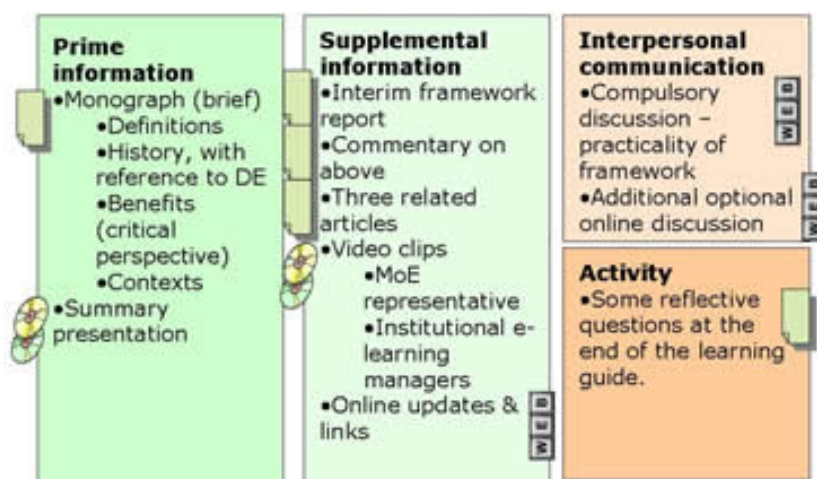 Prime
information
•Monograph (brief)
•Definitions
•History, with
reference to DE
•Benefits
(critical
perspective)
•Contexts
•Summary
presentation
Supplemental
information
•Interim framework
report
•Commentary on
above
•Three related
articles
•Video clips
•MoE
representative
•Institutional e-
learning
managers
•Online updates &
links
WEB
Interpersonal
communication
•Compulsory
discussion –
practicality of
framework
WEB
•Additional optional
online discussion
WEB
Activity
•Some reflective
questions at the
end of the learning
guide.